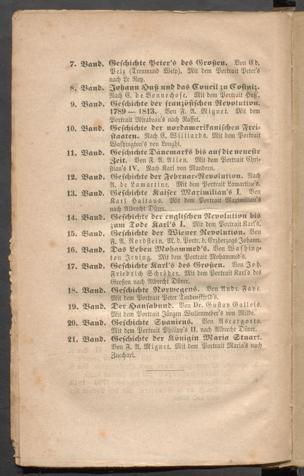 7. Band. Geschichte Peter's des Großen. Von Ed.
Pelz (Treumund Welp). Mit dem Portrait Peter's
nach Le Roy.
8. Band. Johann Huß und das Concil zu Costnitz.
Nach E. de Bonnechose. Mit dem Portrait Huß'.
9. Band. Geschichte der französischen Revolution.
1789—1813. Von F. A. Mignet. Mit dem
Portrait Mirabeau's nach Raffet.
10. Band. Geschichte der nordamerikanischen Frei-
staaten. Nach E. Willard. Mit dem Portrait
Washington's von Longhi.
11. Band. Geschichte Dänemarks bis auf die neueste
Zeit. Von F. A. Allen. Mit dem Portrait Chri-
stian's IV. Nach Karl von Mandern.
12. Band. Geschichte der Februar-Revolution. Nach
A. de Lamartine. Mit dem Portrait Lamartine's.
13. Band. Geschichte Kaiser Maximilian's I. Von
Karl Haltaus. Mit dem Portrait Maximilian's
nach Albrecht Dürer.
14. Band. Geschichte der englischen Revolution bis
zum Tode Karl's I. Mit dem Portrait Karl's.
15. Band. Geschichte der Wiener Revolution. Von
F. A. Nordstein. M. d. Portr. d. Erzherzogs Johann.
16. Band. Das Leben Mohammed's. Von Washing-
ton Irving. Mit dem Portrait Mohammed's.
17. Band. Geschichte Karl's des Großen. Von Joh.
Friedrich Schröder. Mit dem Portrait Karl's des
Großen nach Albrecht Dürer.
18. Band. Geschichte Norwegens. Von Andr. Faye.
Mit dem Portrait Peter
19. Band. Der Hansabund. Von Dr. Gustav Gallois.
Mit dem Portrait Jürgen Wullenweber's von Milde.
20. Band. Geschichte Spaniens. Von Ascargorta.
Mit dem Portrait Philipp's II. nach Albrecht Dürer.
21. Band. Geschichte der Königin Maria Stuart.
Von F. A. Mignet. Mit dem Portrait Maria's nach
Zucchari.